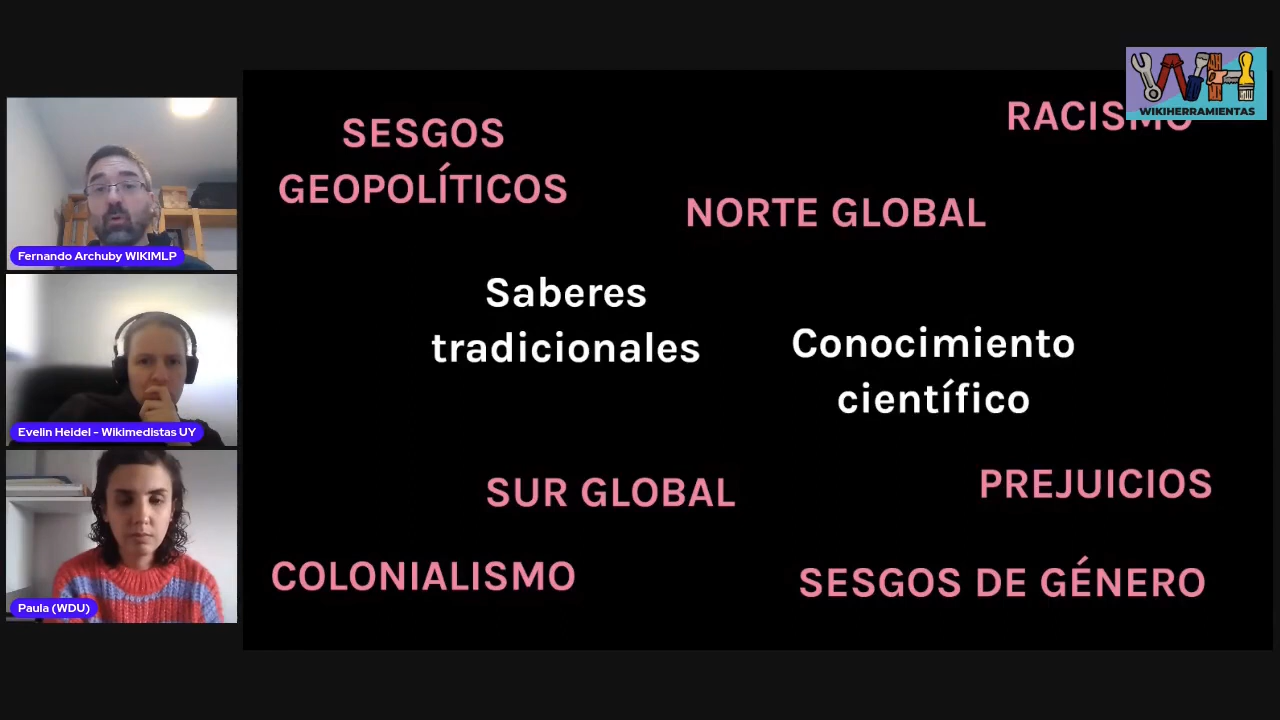 SESGOS
GEOPOLÍTICOS
RACISMO
WH
WIKIHERRAMIENTAS
NORTE GLOBAL
Saberes
tradicionales
Conocimiento
científico
SUR GLOBAL
PREJUICIOS
COLONIALISMO
SESGOS DE GÉNERO
Fernando Archuby WIKIMLP
Evelin Heidel - Wikimedistas UY
Paula (WDU)